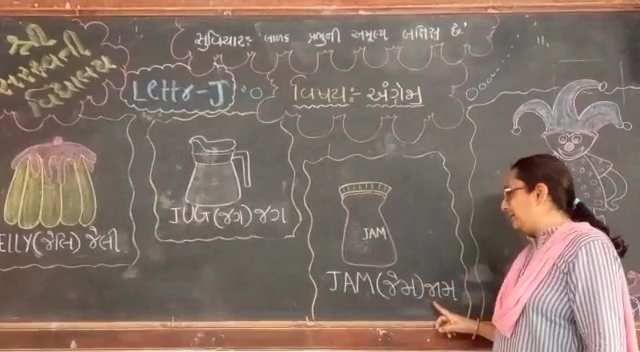 શ્રી
સરસ્વતી
વિદ્યાલય
સુવિચાર:- 'બાળક પ્રભુની અમૂલ્ય બક્ષિસ છે'
Letter-J
વિષય:- અંગ્રેજી
ELLY(જેલિ) જેલી
JUG(જગ) જગ
JAM
JAM(જેમ) જામ